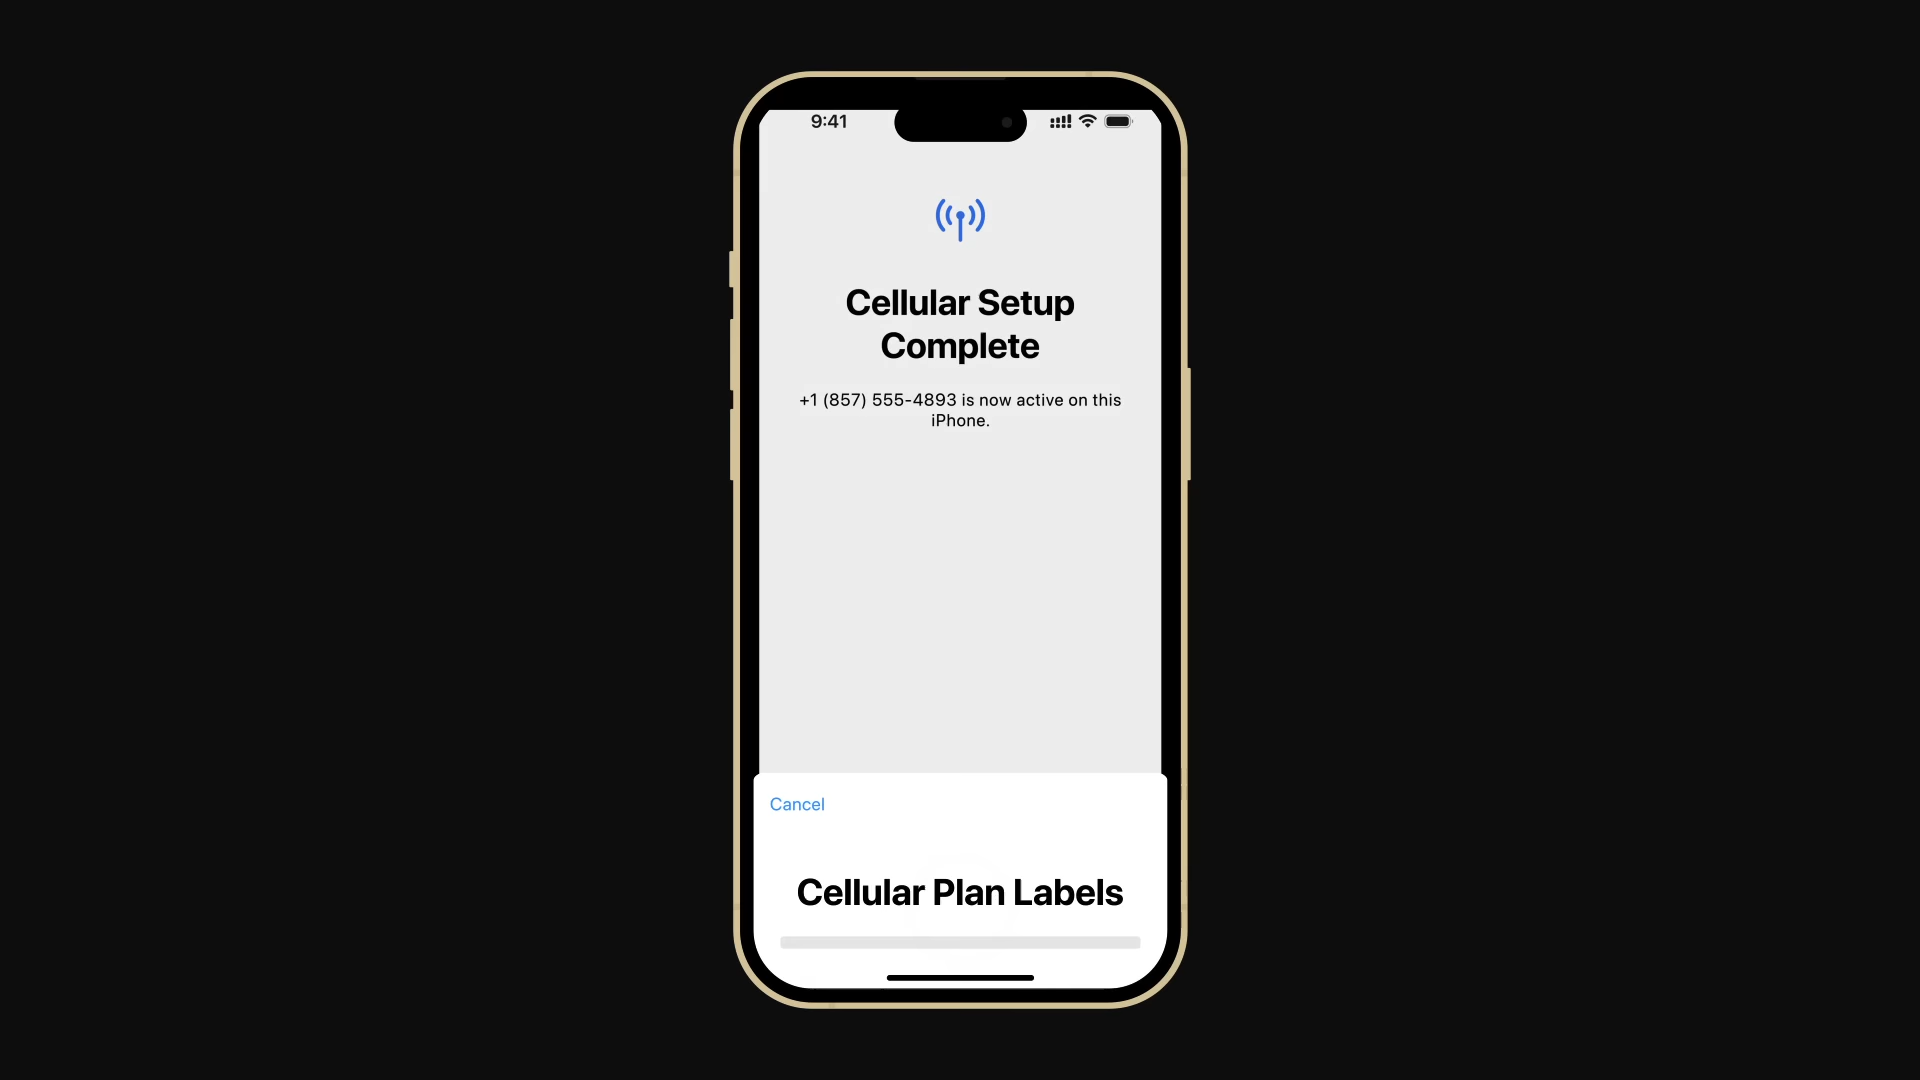 9:41
Cellular Setup
Complete
+1 (857) 555-4893 is now active on this
iPhone.
Cancel
Cellular Plan Labels